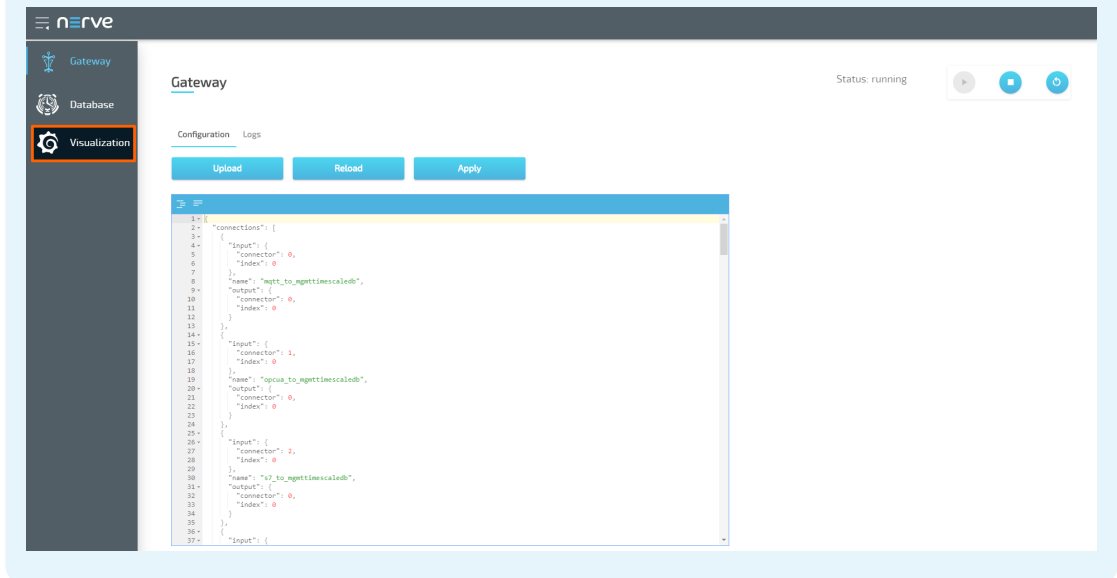 nerve
Gateway
Database
Visualization
Gateway
Status: running
Configuration Logs
Upload Reload Apply
1 {
2 "connections": [
3 {
4 "input": {
5 "connector": 0,
6 "index": 0
7 },
8 "name": "mqtt_to_mgmttimescaledb",
9 "output": {
10 "connector": 0,
11 "index": 0
12 }
13 },
14 {
15 "input": {
16 "connector": 1,
17 "index": 0
18 },
19 "name": "opcua_to_mgmttimescaledb",
20 "output": {
21 "connector": 0,
22 "index": 0
23 }
24 },
25 {
26 "input": {
27 "connector": 2,
28 "index": 0
29 },
30 "name": "s7_to_mgmttimescaledb",
31 "output": {
32 "connector": 0,
33 "index": 0
34 }
35 },
36 {
37 "input": {